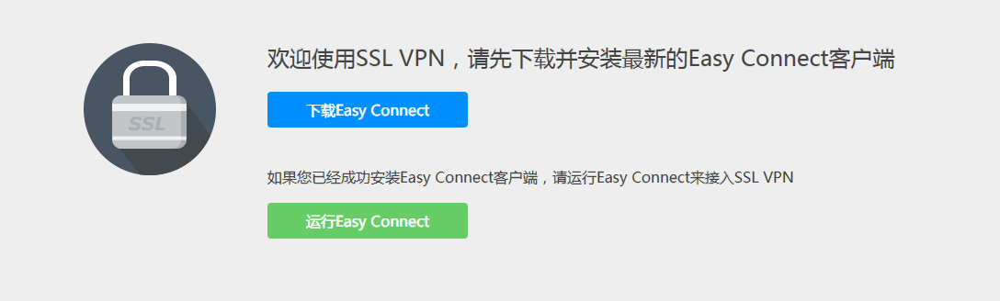 欢迎使用SSL VPN，请先下载并安装最新的Easy Connect客户端
SSL
下载Easy Connect
如果您已经成功安装Easy Connect客户端，请运行Easy Connect来接入SSL VPN
运行Easy Connect